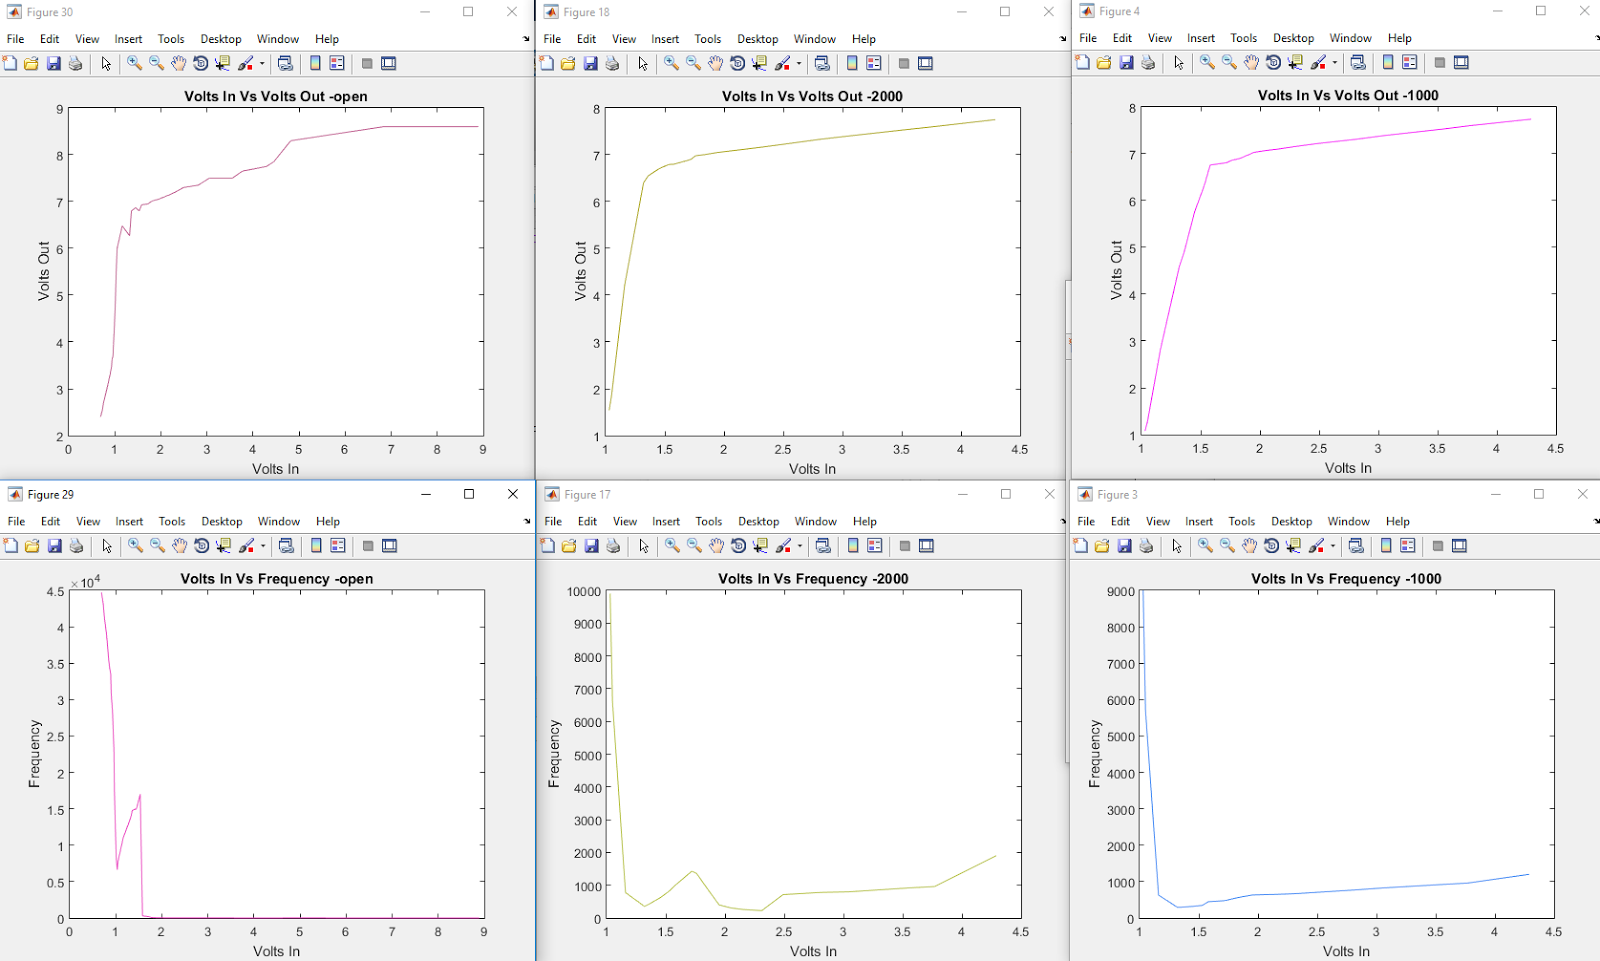 Figure 30
File Edit View Insert Tools Desktop Window Help
Volts In Vs Volts Out -open
9
8
7
6
5
4
3
2
Volts Out
0 1 2 3 4 5 6 7 8 9
Volts In
Figure 18
File Edit View Insert Tools Desktop Window Help
Volts In Vs Volts Out -2000
8
7
6
5
4
3
2
1
Volts Out
1 1.5 2 2.5 3 3.5 4 4.5
Volts In
Figure 4
File Edit View Insert Tools Desktop Window Help
Volts In Vs Volts Out -1000
8
7
6
5
4
3
2
1
Volts Out
1 1.5 2 2.5 3 3.5 4 4.5
Volts In
Figure 29
File Edit View Insert Tools Desktop Window Help
Volts In Vs Frequency -open
×10^4
4.5
4
3.5
3
2.5
2
1.5
1
0.5
0
Frequency
0 1 2 3 4 5 6 7 8 9
Volts In
Figure 17
File Edit View Insert Tools Desktop Window Help
Volts In Vs Frequency -2000
10000
9000
8000
7000
6000
5000
4000
3000
2000
1000
0
Frequency
1 1.5 2 2.5 3 3.5 4 4.5
Volts In
Figure 3
File Edit View Insert Tools Desktop Window Help
Volts In Vs Frequency -1000
9000
8000
7000
6000
5000
4000
3000
2000
1000
0
Frequency
1 1.5 2 2.5 3 3.5 4 4.5
Volts In